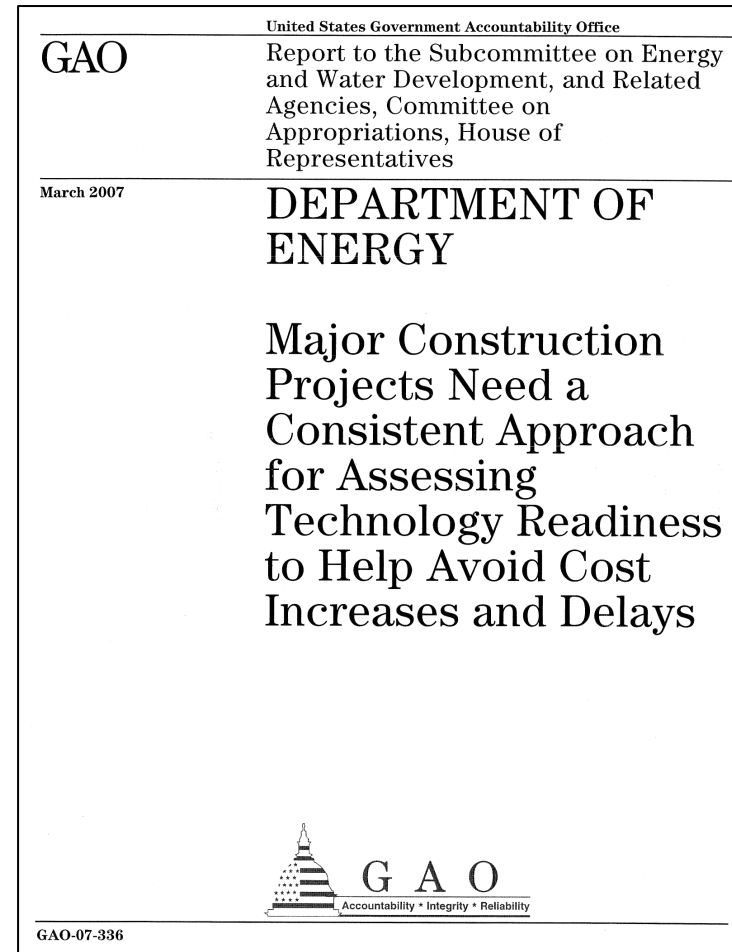 United States Government Accountability Office
GAO
Report to the Subcommittee on Energy
and Water Development, and Related
Agencies, Committee on
Appropriations, House of
Representatives
March 2007
DEPARTMENT OF
ENERGY
Major Construction
Projects Need a
Consistent Approach
for Assessing
Technology Readiness
to Help Avoid Cost
Increases and Delays
G A O
Accountability * Integrity * Reliability
GAO-07-336